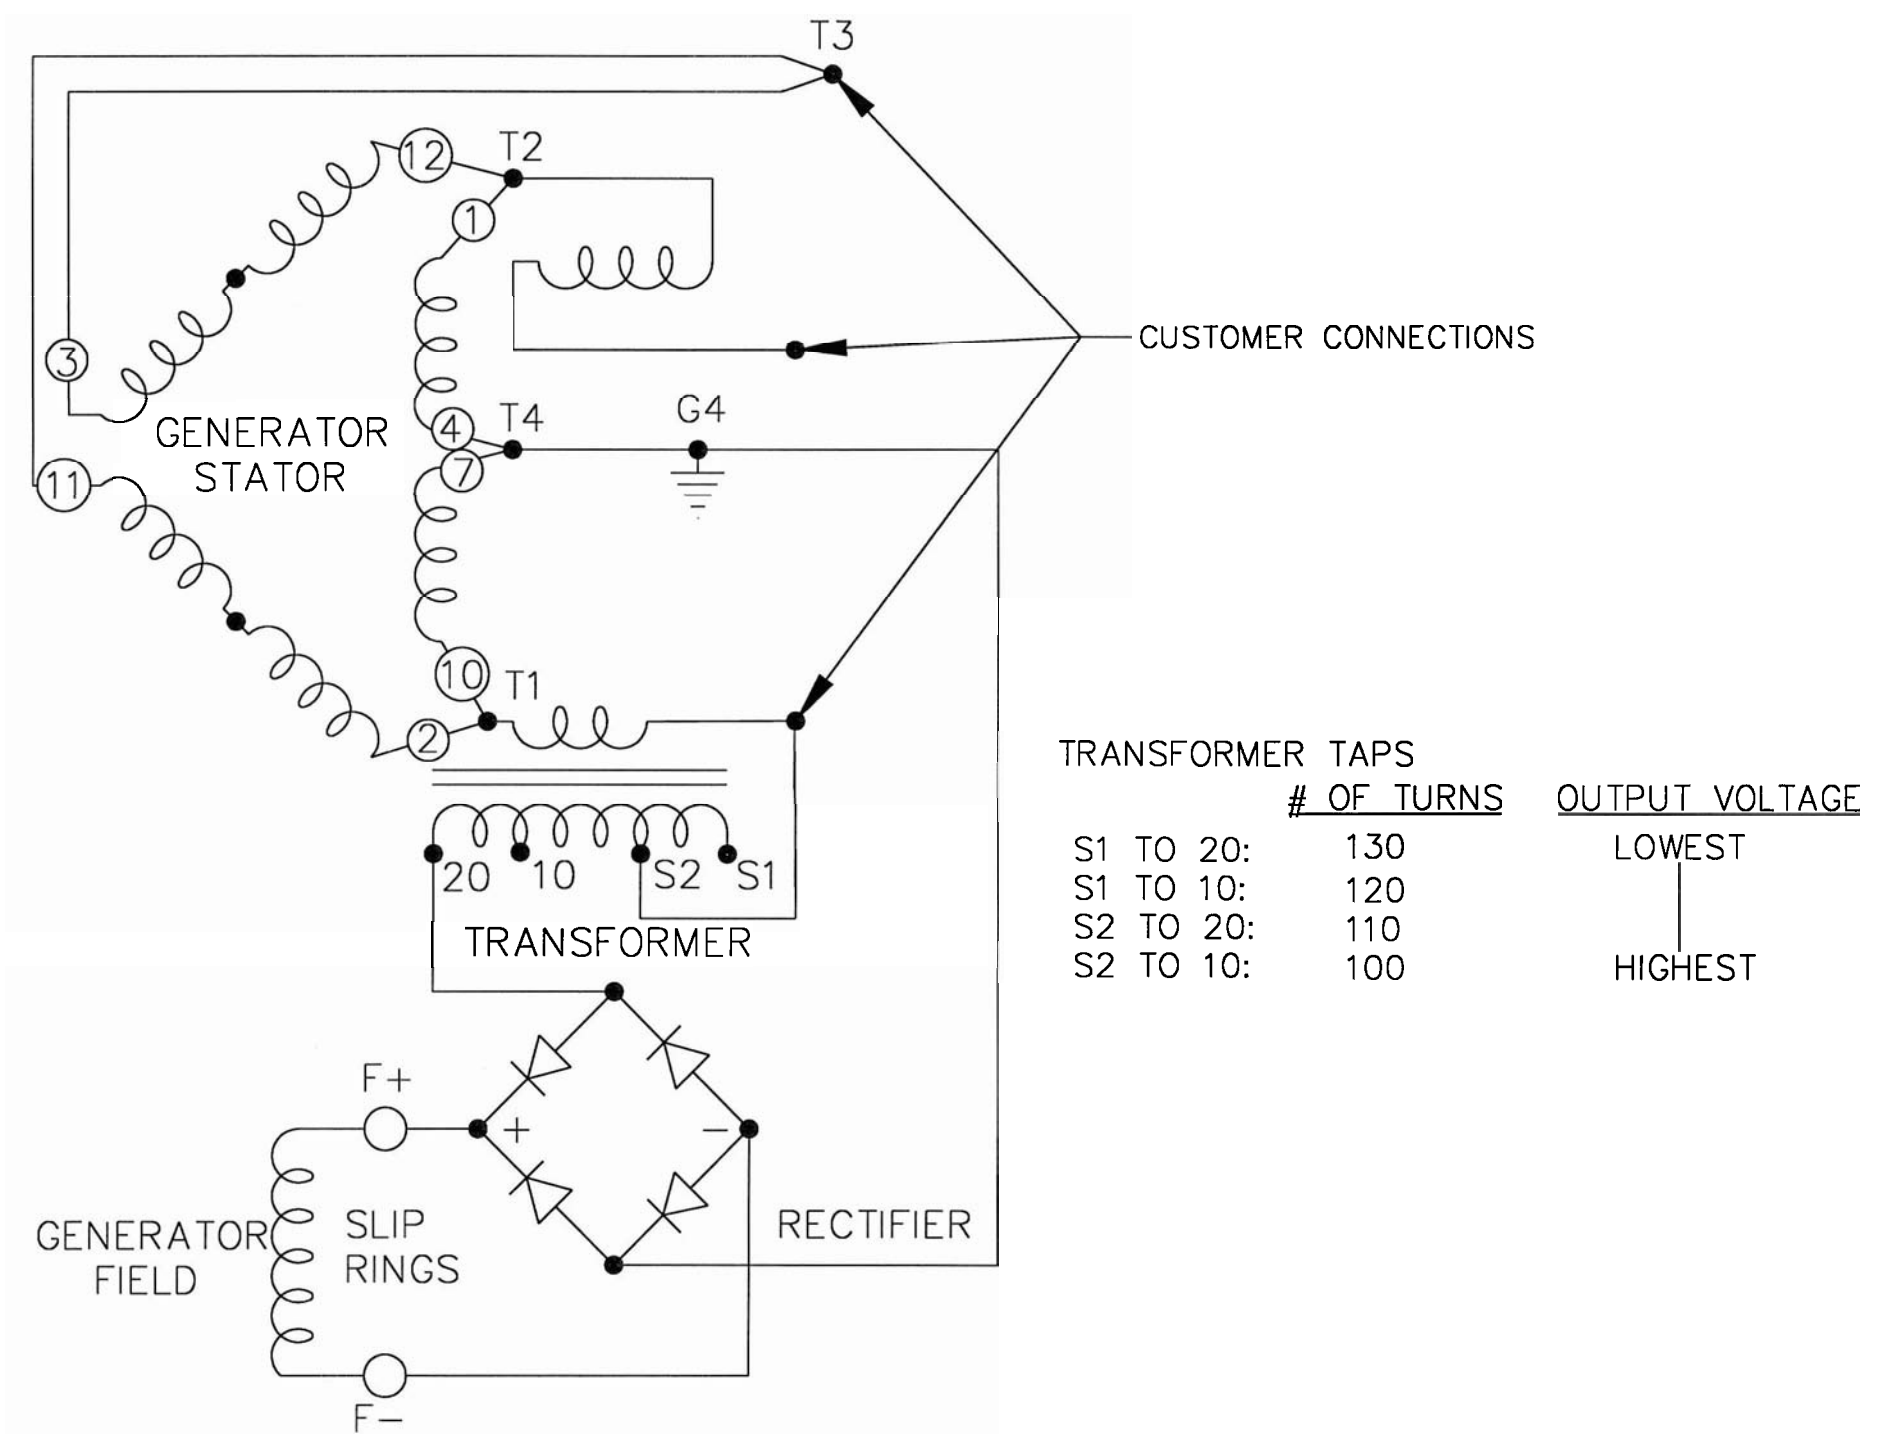 T3
12
T2
1
3
CUSTOMER CONNECTIONS
GENERATOR
STATOR
4
T4
G4
7
11
10
T1
2
20
10
S2
S1
TRANSFORMER
TRANSFORMER TAPS
# OF TURNS OUTPUT VOLTAGE
S1 TO 20: 130 LOWEST
S1 TO 10: 120
S2 TO 20: 110
S2 TO 10: 100 HIGHEST
F+
+
−
GENERATOR
FIELD
SLIP
RINGS
RECTIFIER
F−